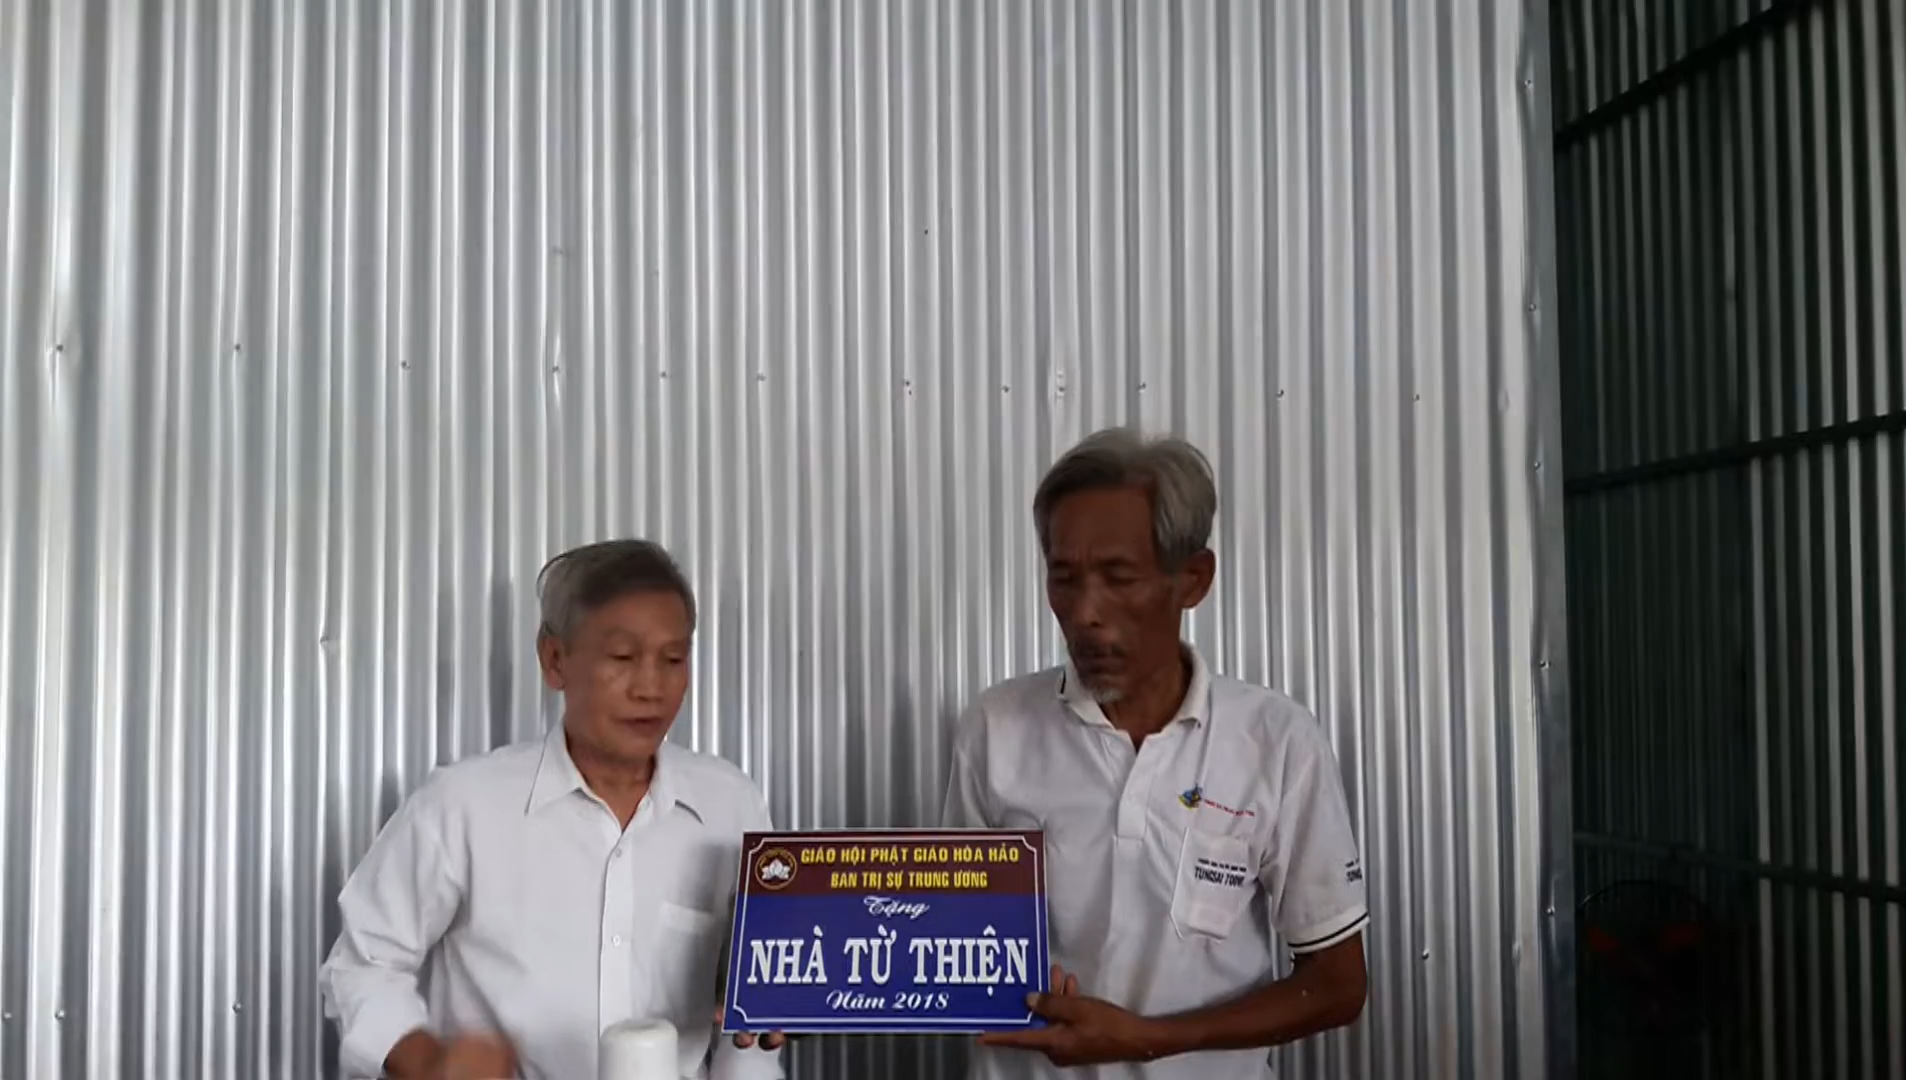 GIÁO HỘI PHẬT GIÁO HÒA HẢO
BAN TRỊ SỰ TRUNG ƯƠNG
Tặng
NHÀ TỪ THIỆN
Năm 2018